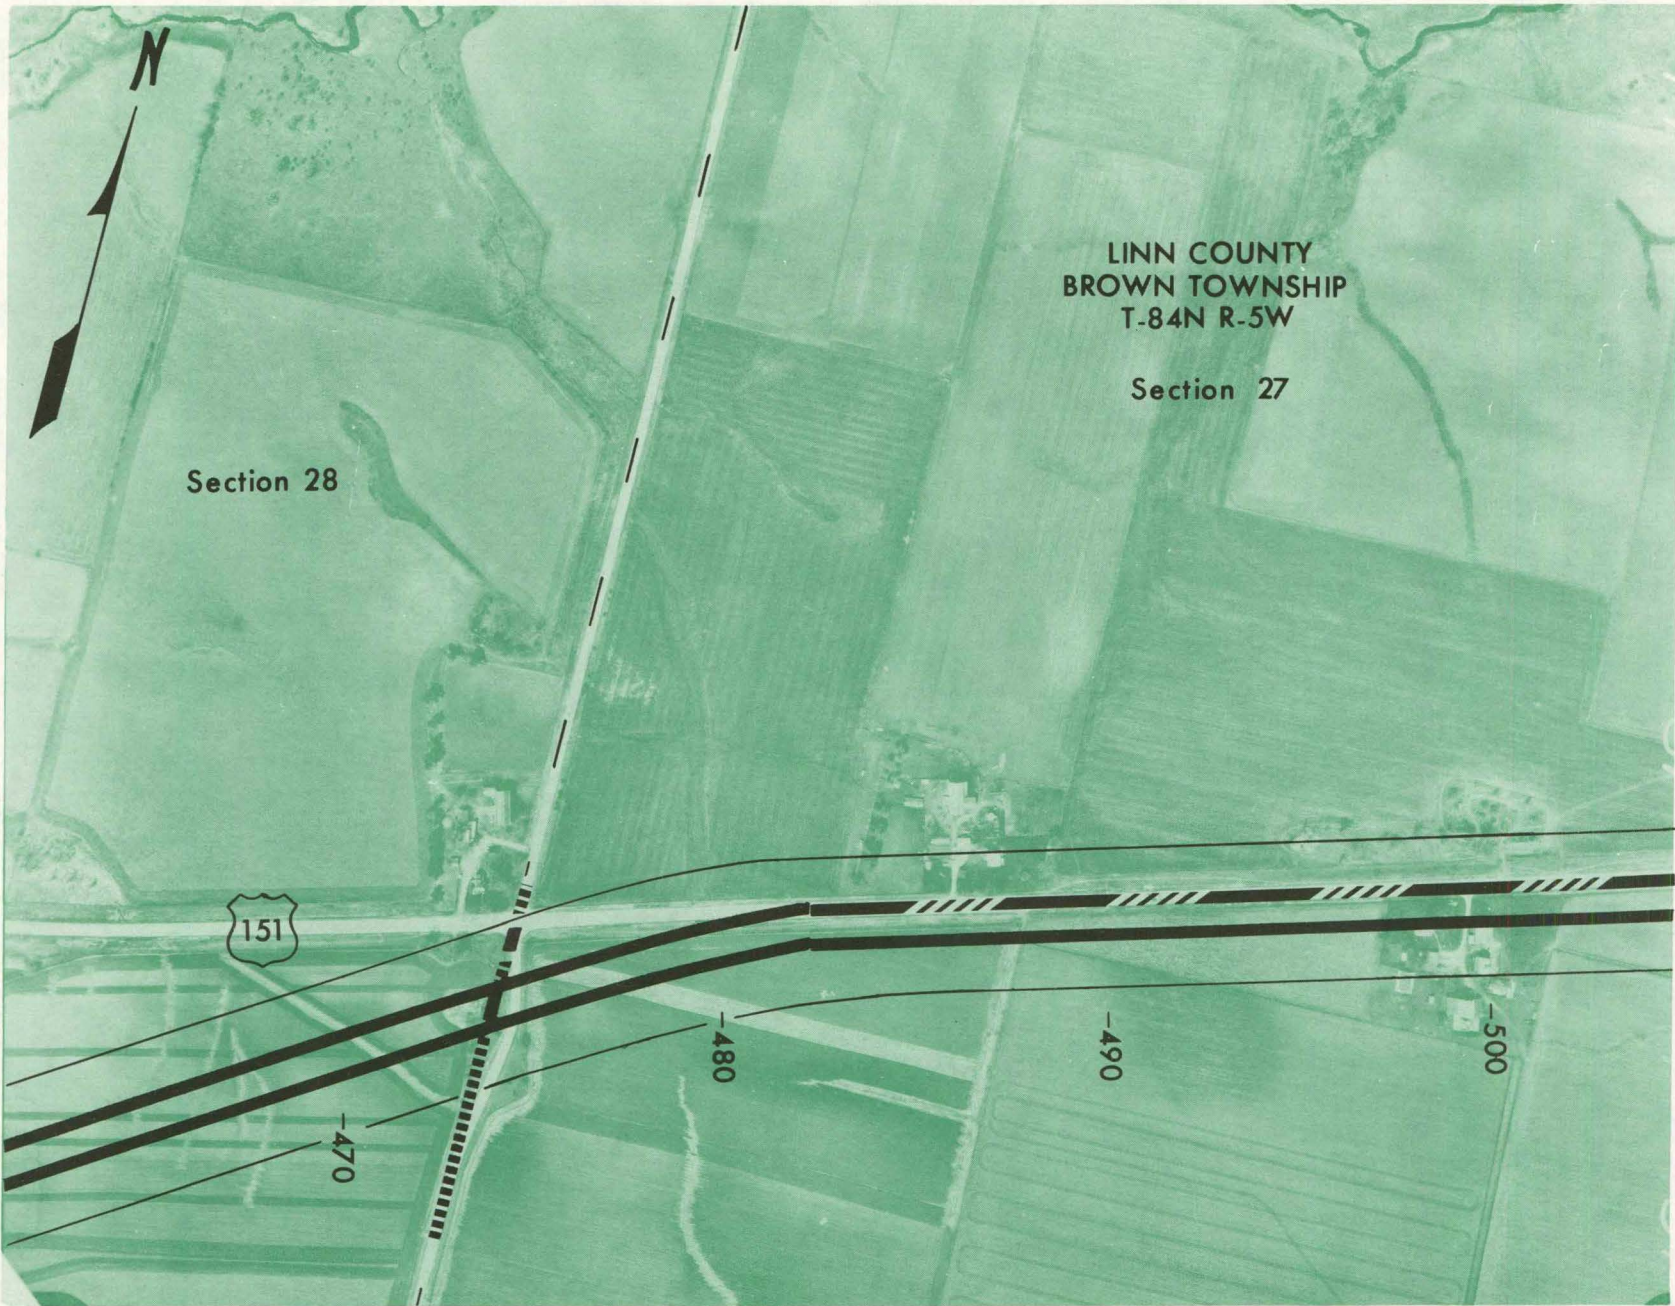 N
LINN COUNTY
BROWN TOWNSHIP
T-84N R-5W
Section 27
Section 28
151
-470
-480
-490
-500